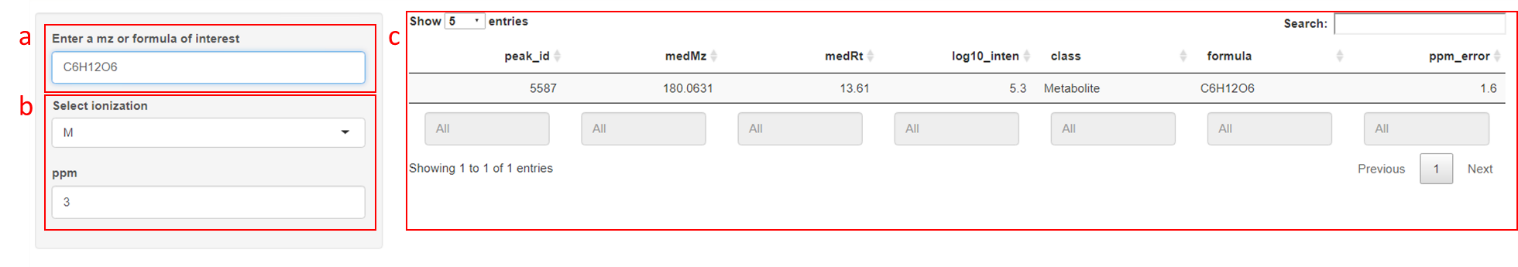 a
Enter a mz or formula of interest
C6H12O6
b
Select ionization
M
ppm
3
c
Show 5 entries
Search:
peak_id medMz medRt log10_inten class formula ppm_error
5587 180.0631 13.61 5.3 Metabolite C6H12O6 1.6
All All All All All All All
Showing 1 to 1 of 1 entries
Previous 1 Next